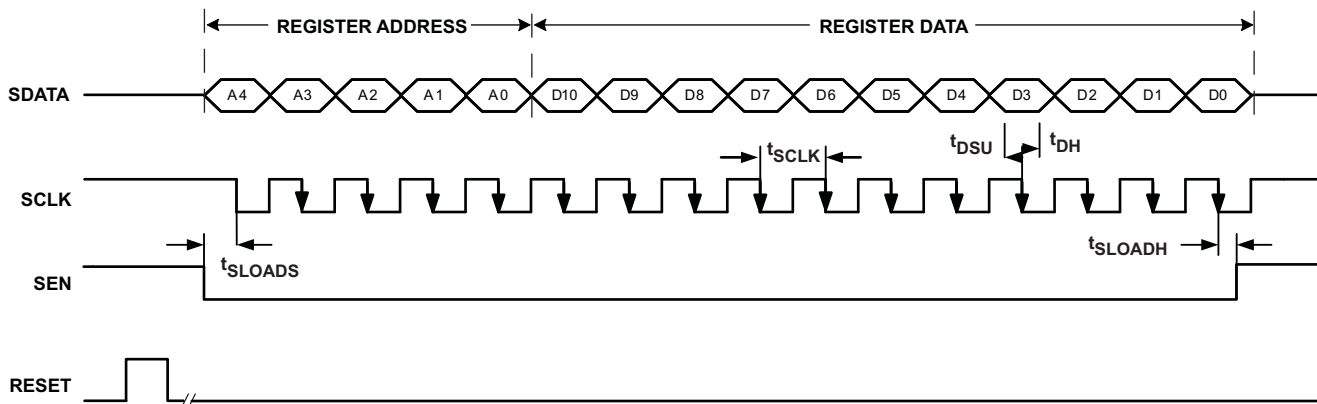 REGISTER ADDRESS REGISTER DATA
SDATA A4 A3 A2 A1 A0 D10 D9 D8 D7 D6 D5 D4 D3 D2 D1 D0
tSCLK tDSU tDH
SCLK
tSLOADS tSLOADH
SEN
RESET